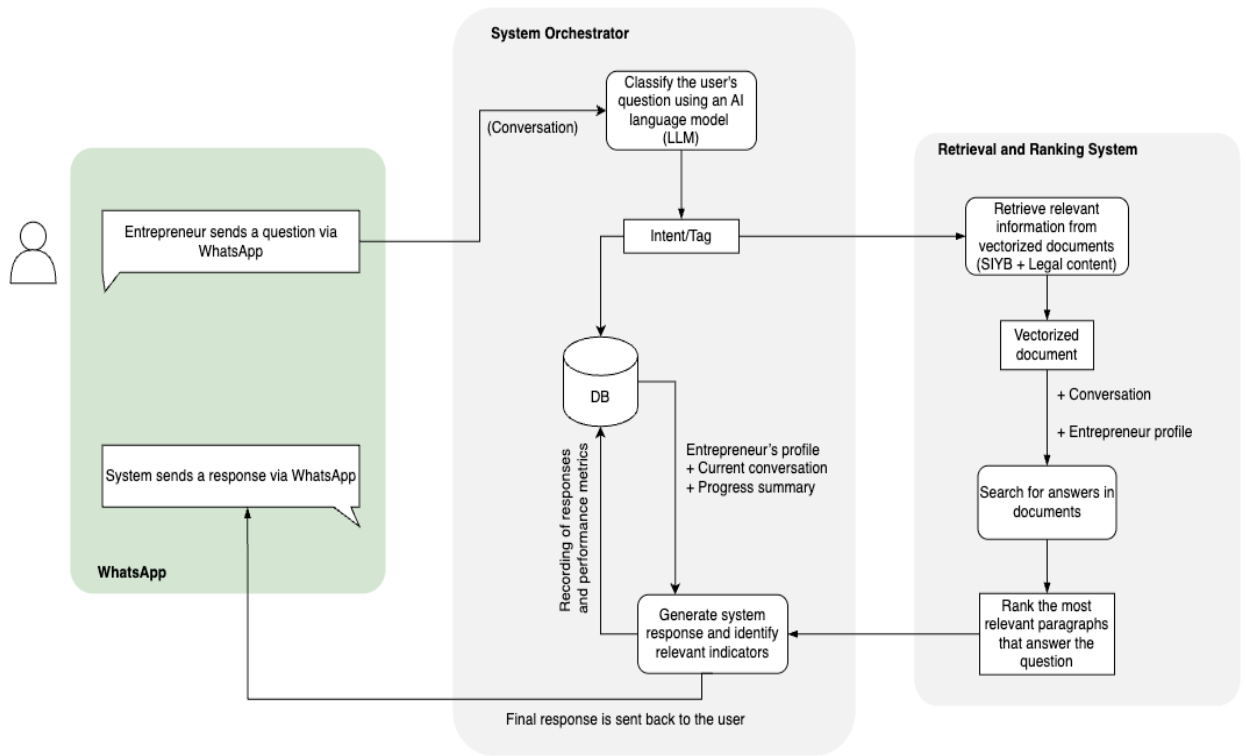 System Orchestrator
Classify the user's
question using an AI
language model
(LLM)
(Conversation)
Retrieval and Ranking System
Entrepreneur sends a question via
WhatsApp
Intent/Tag
Retrieve relevant
information from
vectorized documents
(SIYB + Legal content)
Vectorized
document
DB
+ Conversation
+ Entrepreneur profile
Entrepreneur's profile
+ Current conversation
+ Progress summary
Recording of responses
and performance metrics
System sends a response via WhatsApp
Search for answers in
documents
WhatsApp
Generate system
response and identify
relevant indicators
Rank the most
relevant paragraphs
that answer the
question
Final response is sent back to the user